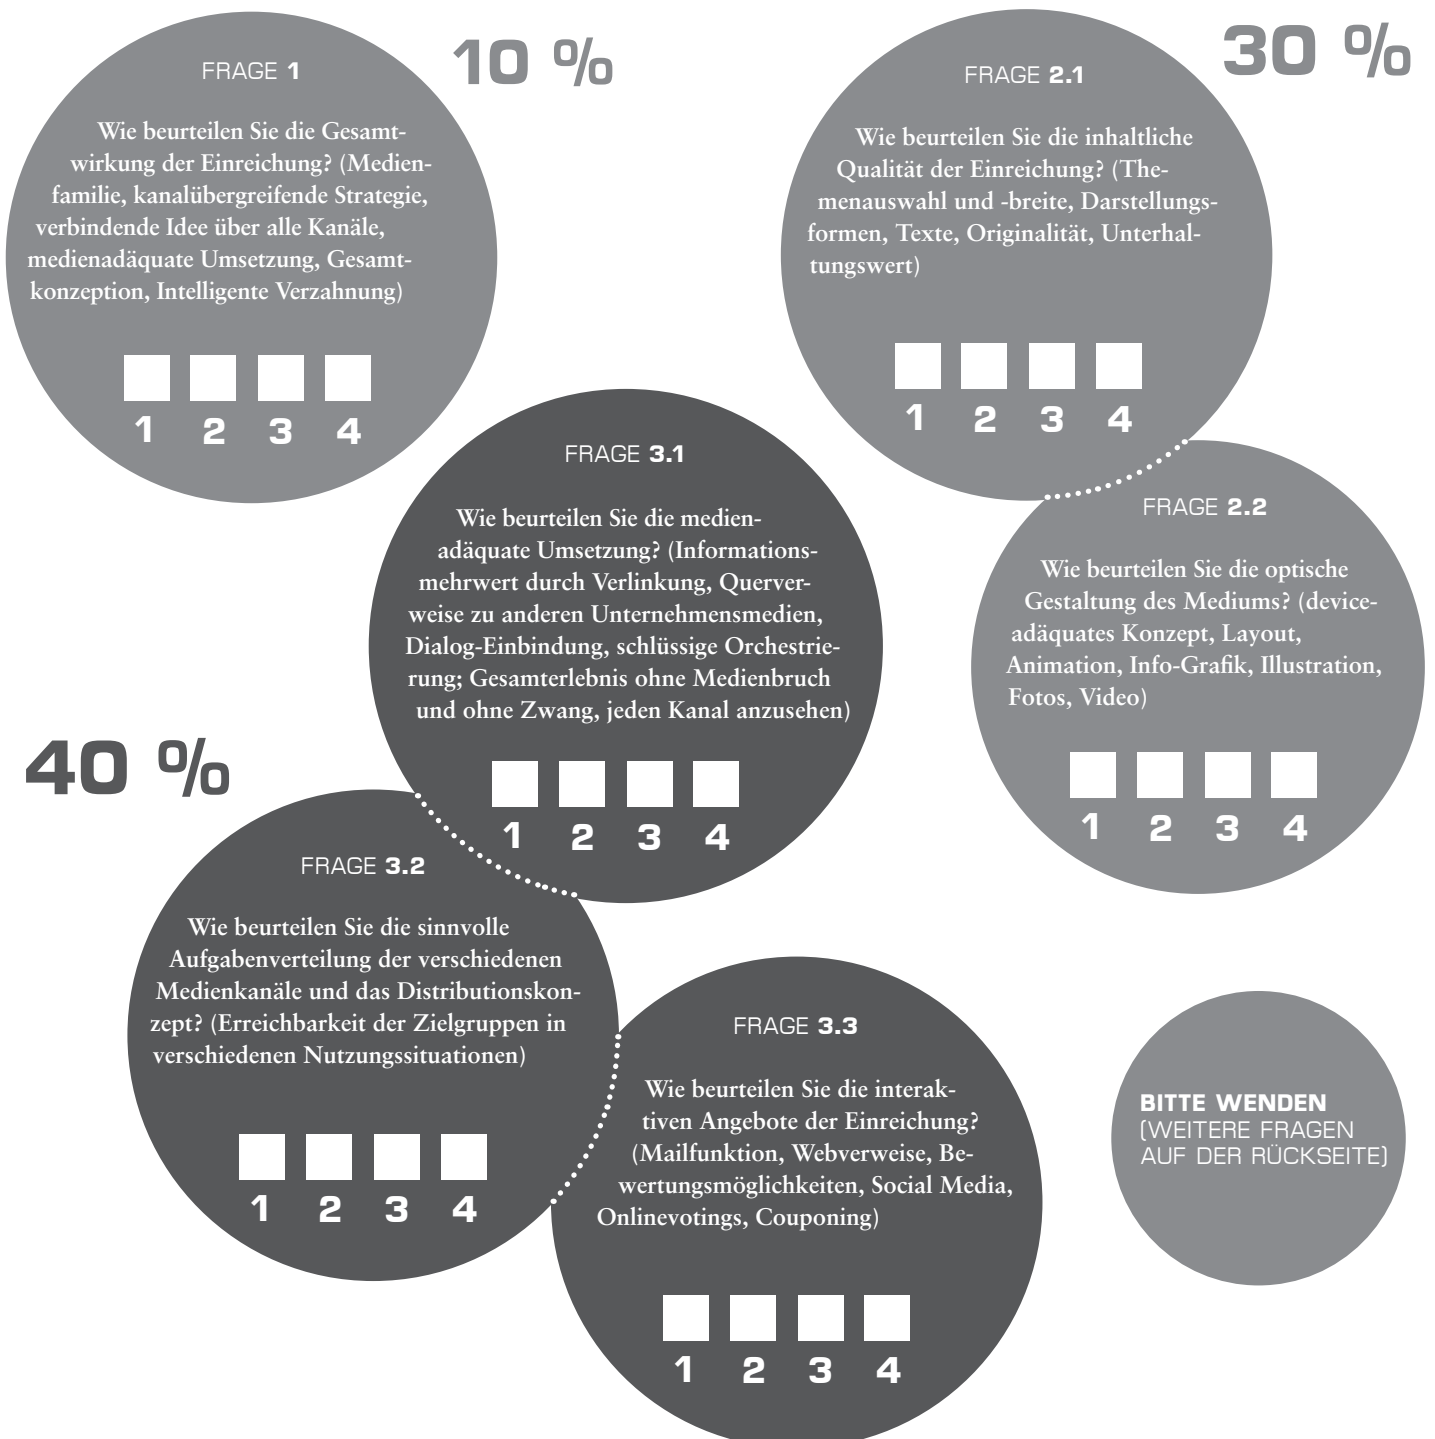 10 %
FRAGE 1
Wie beurteilen Sie die Gesamt-
wirkung der Einreichung? (Medien-
familie, kanalübergreifende Strategie,
verbindende Idee über alle Kanäle,
medienadäquate Umsetzung, Gesamt-
konzeption, Intelligente Verzahnung)
1 2 3 4
30 %
FRAGE 2.1
Wie beurteilen Sie die inhaltliche
Qualität der Einreichung? (The-
menauswahl und -breite, Darstellungs-
formen, Texte, Originalität, Unterhal-
tungswert)
1 2 3 4
FRAGE 2.2
Wie beurteilen Sie die optische
Gestaltung des Mediums? (device-
adäquates Konzept, Layout,
Animation, Info-Grafik, Illustration,
Fotos, Video)
1 2 3 4
40 %
FRAGE 3.1
Wie beurteilen Sie die medien-
adäquate Umsetzung? (Informations-
mehrwert durch Verlinkung, Querver-
weise zu anderen Unternehmensmedien,
Dialog-Einbindung, schlüssige Orchestrie-
rung; Gesamterlebnis ohne Medienbruch
und ohne Zwang, jeden Kanal anzusehen)
1 2 3 4
FRAGE 3.2
Wie beurteilen Sie die sinnvolle
Aufgabenverteilung der verschiedenen
Medienkanäle und das Distributionskon-
zept? (Erreichbarkeit der Zielgruppen in
verschiedenen Nutzungssituationen)
1 2 3 4
FRAGE 3.3
Wie beurteilen Sie die interak-
tiven Angebote der Einreichung?
(Mailfunktion, Webverweise, Be-
wertungsmöglichkeiten, Social Media,
Onlinevotings, Couponing)
1 2 3 4
BITTE WENDEN
(WEITERE FRAGEN
AUF DER RÜCKSEITE)